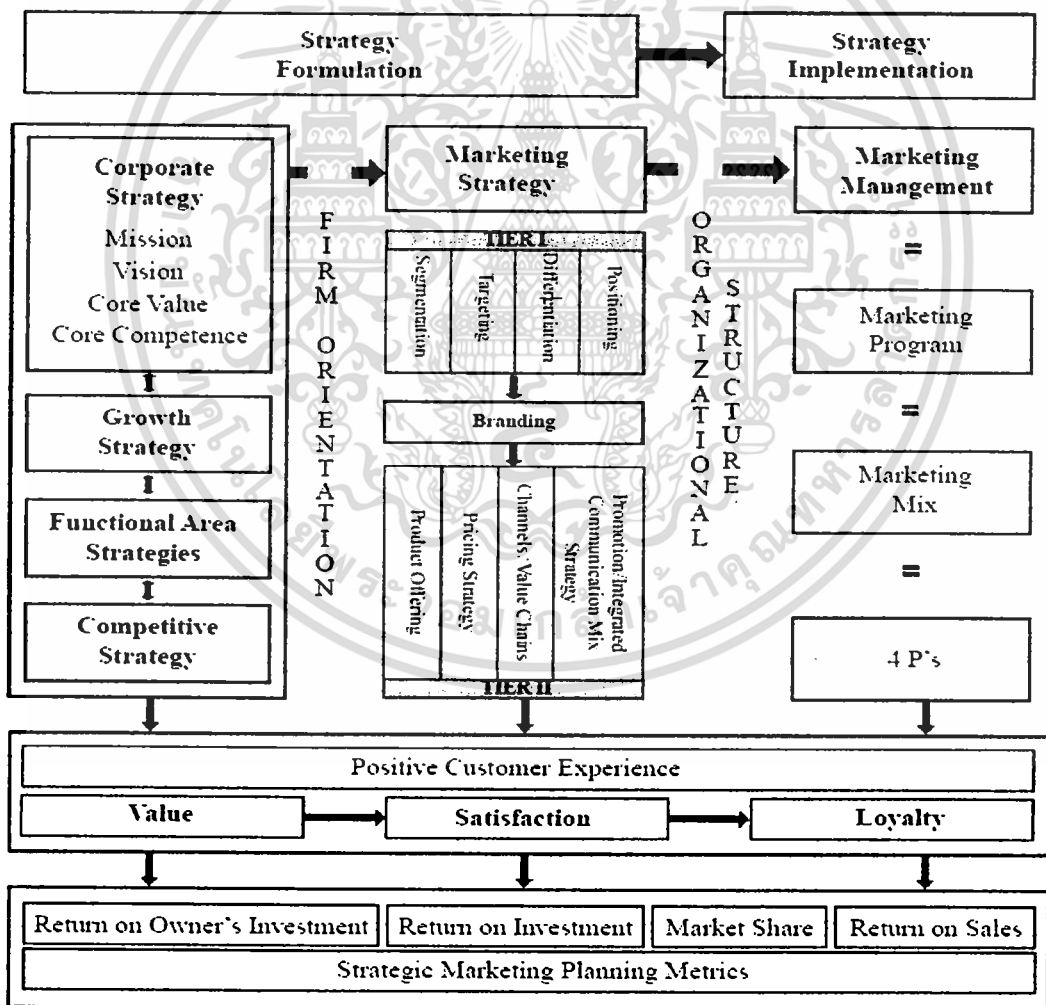 Strategy
Formulation
Strategy
Implementation
Corporate
Strategy
Mission
Vision
Core Value
Core Competence
Growth
Strategy
Functional Area
Strategies
Competitive
Strategy
FIRM ORIENTATION
Marketing
Strategy
TIER I
Segmentation
Targeting
Differentiation
Positioning
Branding
Product Offering
Pricing Strategy
Channels/Value Chains
Promotion/Integrated
Communication Mix
Strategy
TIER II
ORGANIZATIONAL
STRUCTURE
Marketing
Management
=
Marketing
Program
=
Marketing
Mix
=
4 P's
Positive Customer Experience
Value
Satisfaction
Loyalty
Return on Owner's Investment
Return on Investment
Market Share
Return on Sales
Strategic Marketing Planning Metrics